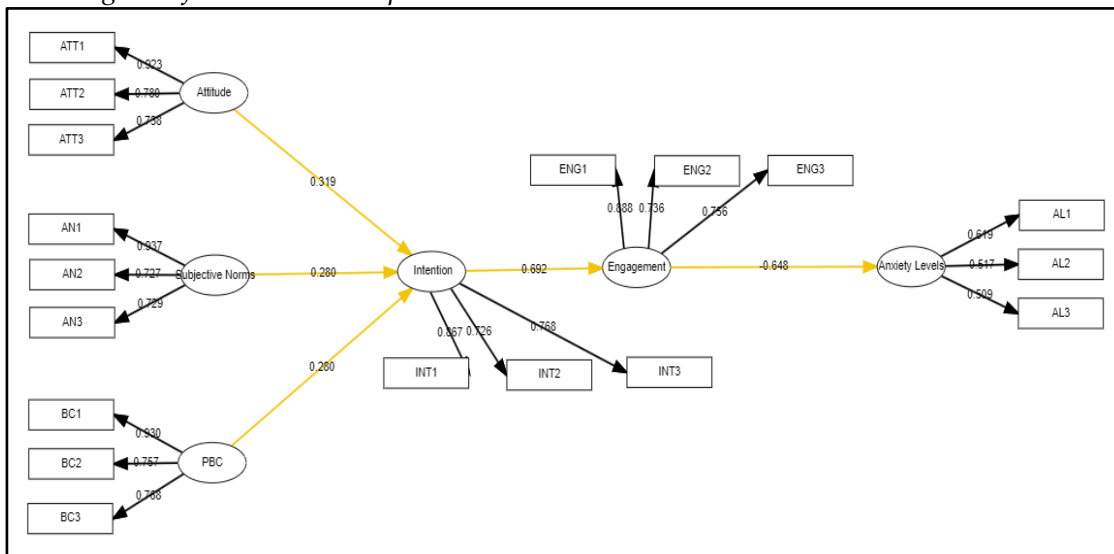 ATT1
0.923
ATT2
0.780
Attitude
ATT3
0.738
0.319
ENG1
ENG2
ENG3
0.888
0.736
0.756
AN1
0.937
AN2
0.727
Subjective Norms
0.280
AN3
0.729
Intention
0.692
Engagement
-0.648
Anxiety Levels
AL1
0.619
AL2
0.517
AL3
0.509
0.867
0.726
0.768
INT1
INT2
INT3
0.280
BC1
0.930
BC2
0.757
PBC
BC3